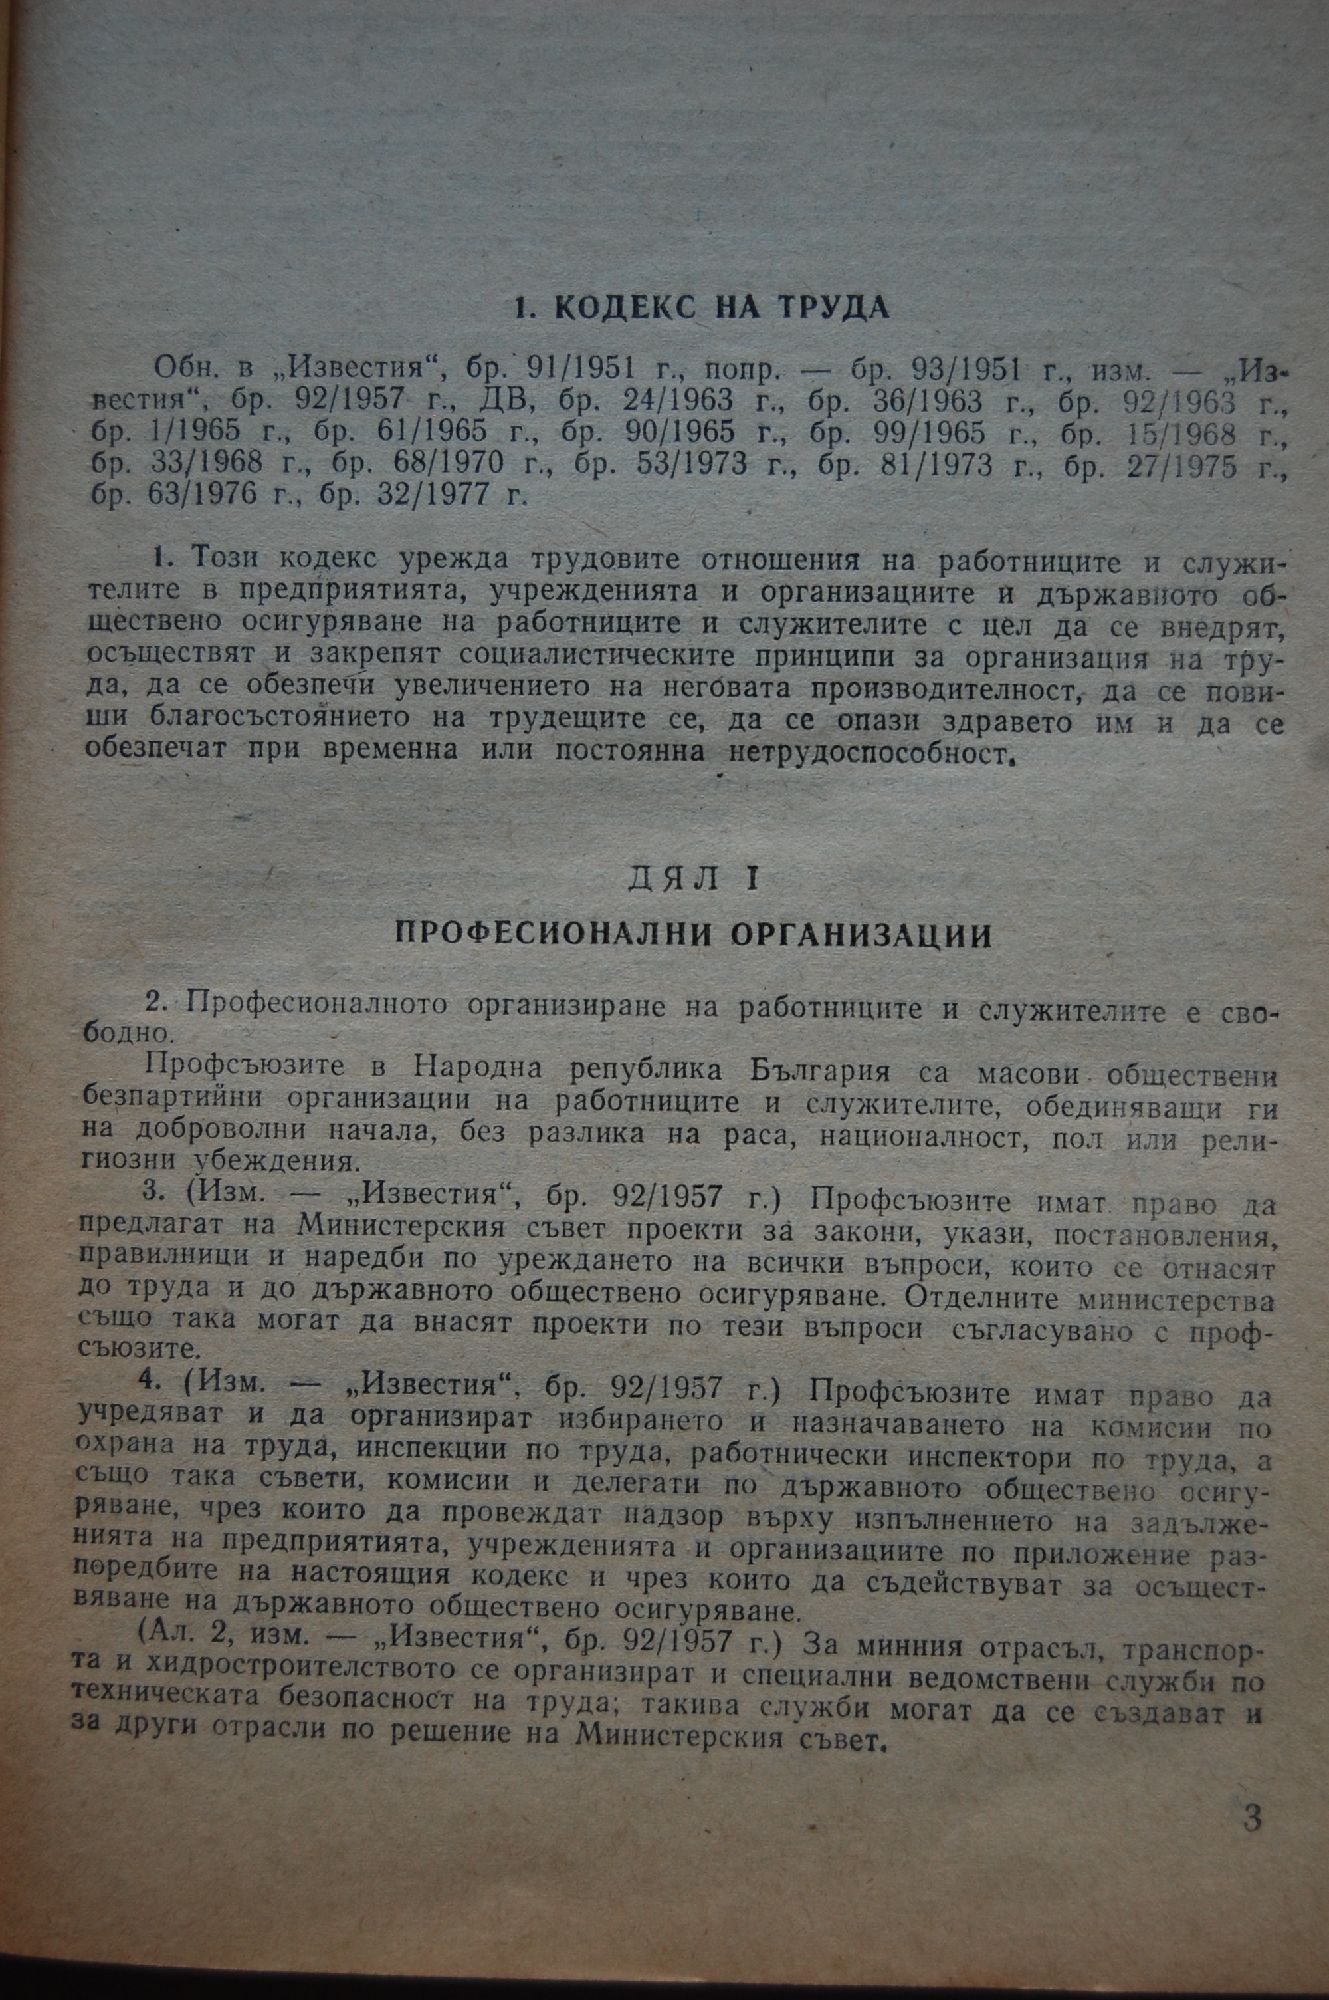 1. КОДЕКС НА ТРУДА
Обн. в „Известия“, бр. 91/1951 г., попр. — бр. 93/1951 г., изм. — „Из-
вестия“, бр. 92/1957 г., ДВ, бр. 24/1963 г., бр. 36/1963 г., бр. 92/1963 г.,
бр. 1/1965 г., бр. 61/1965 г., бр. 90/1965 г., бр. 99/1965 г., бр. 15/1968 г.,
бр. 33/1968 г., бр. 68/1970 г., бр. 53/1973 г., бр. 81/1973 г., бр. 27/1975 г.,
бр. 63/1976 г., бр. 32/1977 г.
1. Този кодекс урежда трудовите отношения на работниците и служи-
телите в предприятията, учрежденията и организациите и държавното об-
ществено осигуряване на работниците и служителите с цел да се внедрят,
осъществят и закрепят социалистическите принципи за организация на тру-
да, да се обезпечи увеличението на неговата производителност, да се пови-
ши благосъстоянието на трудещите се, да се опази здравето им и да се
обезпечат при временна или постоянна нетрудоспособност.
ДЯЛ I
ПРОФЕСИОНАЛНИ ОРГАНИЗАЦИИ
2. Професионалното организиране на работниците и служителите е сво-
бодно.
Профсъюзите в Народна република България са масови обществени
безпартийни организации на работниците и служителите, обединяващи ги
на доброволни начала, без разлика на раса, националност, пол или рели-
гиозни убеждения.
3. (Изм. — „Известия“, бр. 92/1957 г.) Профсъюзите имат право да
предлагат на Министерския съвет проекти за закони, укази, постановления,
правилници и наредби по уреждането на всички въпроси, които се отнасят
до труда и до държавното обществено осигуряване. Отделните министерства
също така могат да внасят проекти по тези въпроси съгласувано с проф-
съюзите.
4. (Изм. — „Известия“, бр. 92/1957 г.) Профсъюзите имат право да
учредяват и да организират избирането и назначаването на комисии по
охрана на труда, инспекции по труда, работнически инспектори по труда, а
също така съвети, комисии и делегати по държавното обществено осигу-
ряване, чрез които да провеждат надзор върху изпълнението на задълже-
нията на предприятията, учрежденията и организациите по приложение раз-
поредбите на настоящия кодекс и чрез които да съдействуват за осъщест-
вяване на държавното обществено осигуряване.
(Ал. 2, изм. — „Известия“, бр. 92/1957 г.) За минния отрасъл, транспор-
та и хидростроителството се организират и специални ведомствени служби по
техническата безопасност на труда; такива служби могат да се създават и
за други отрасли по решение на Министерския съвет.
3